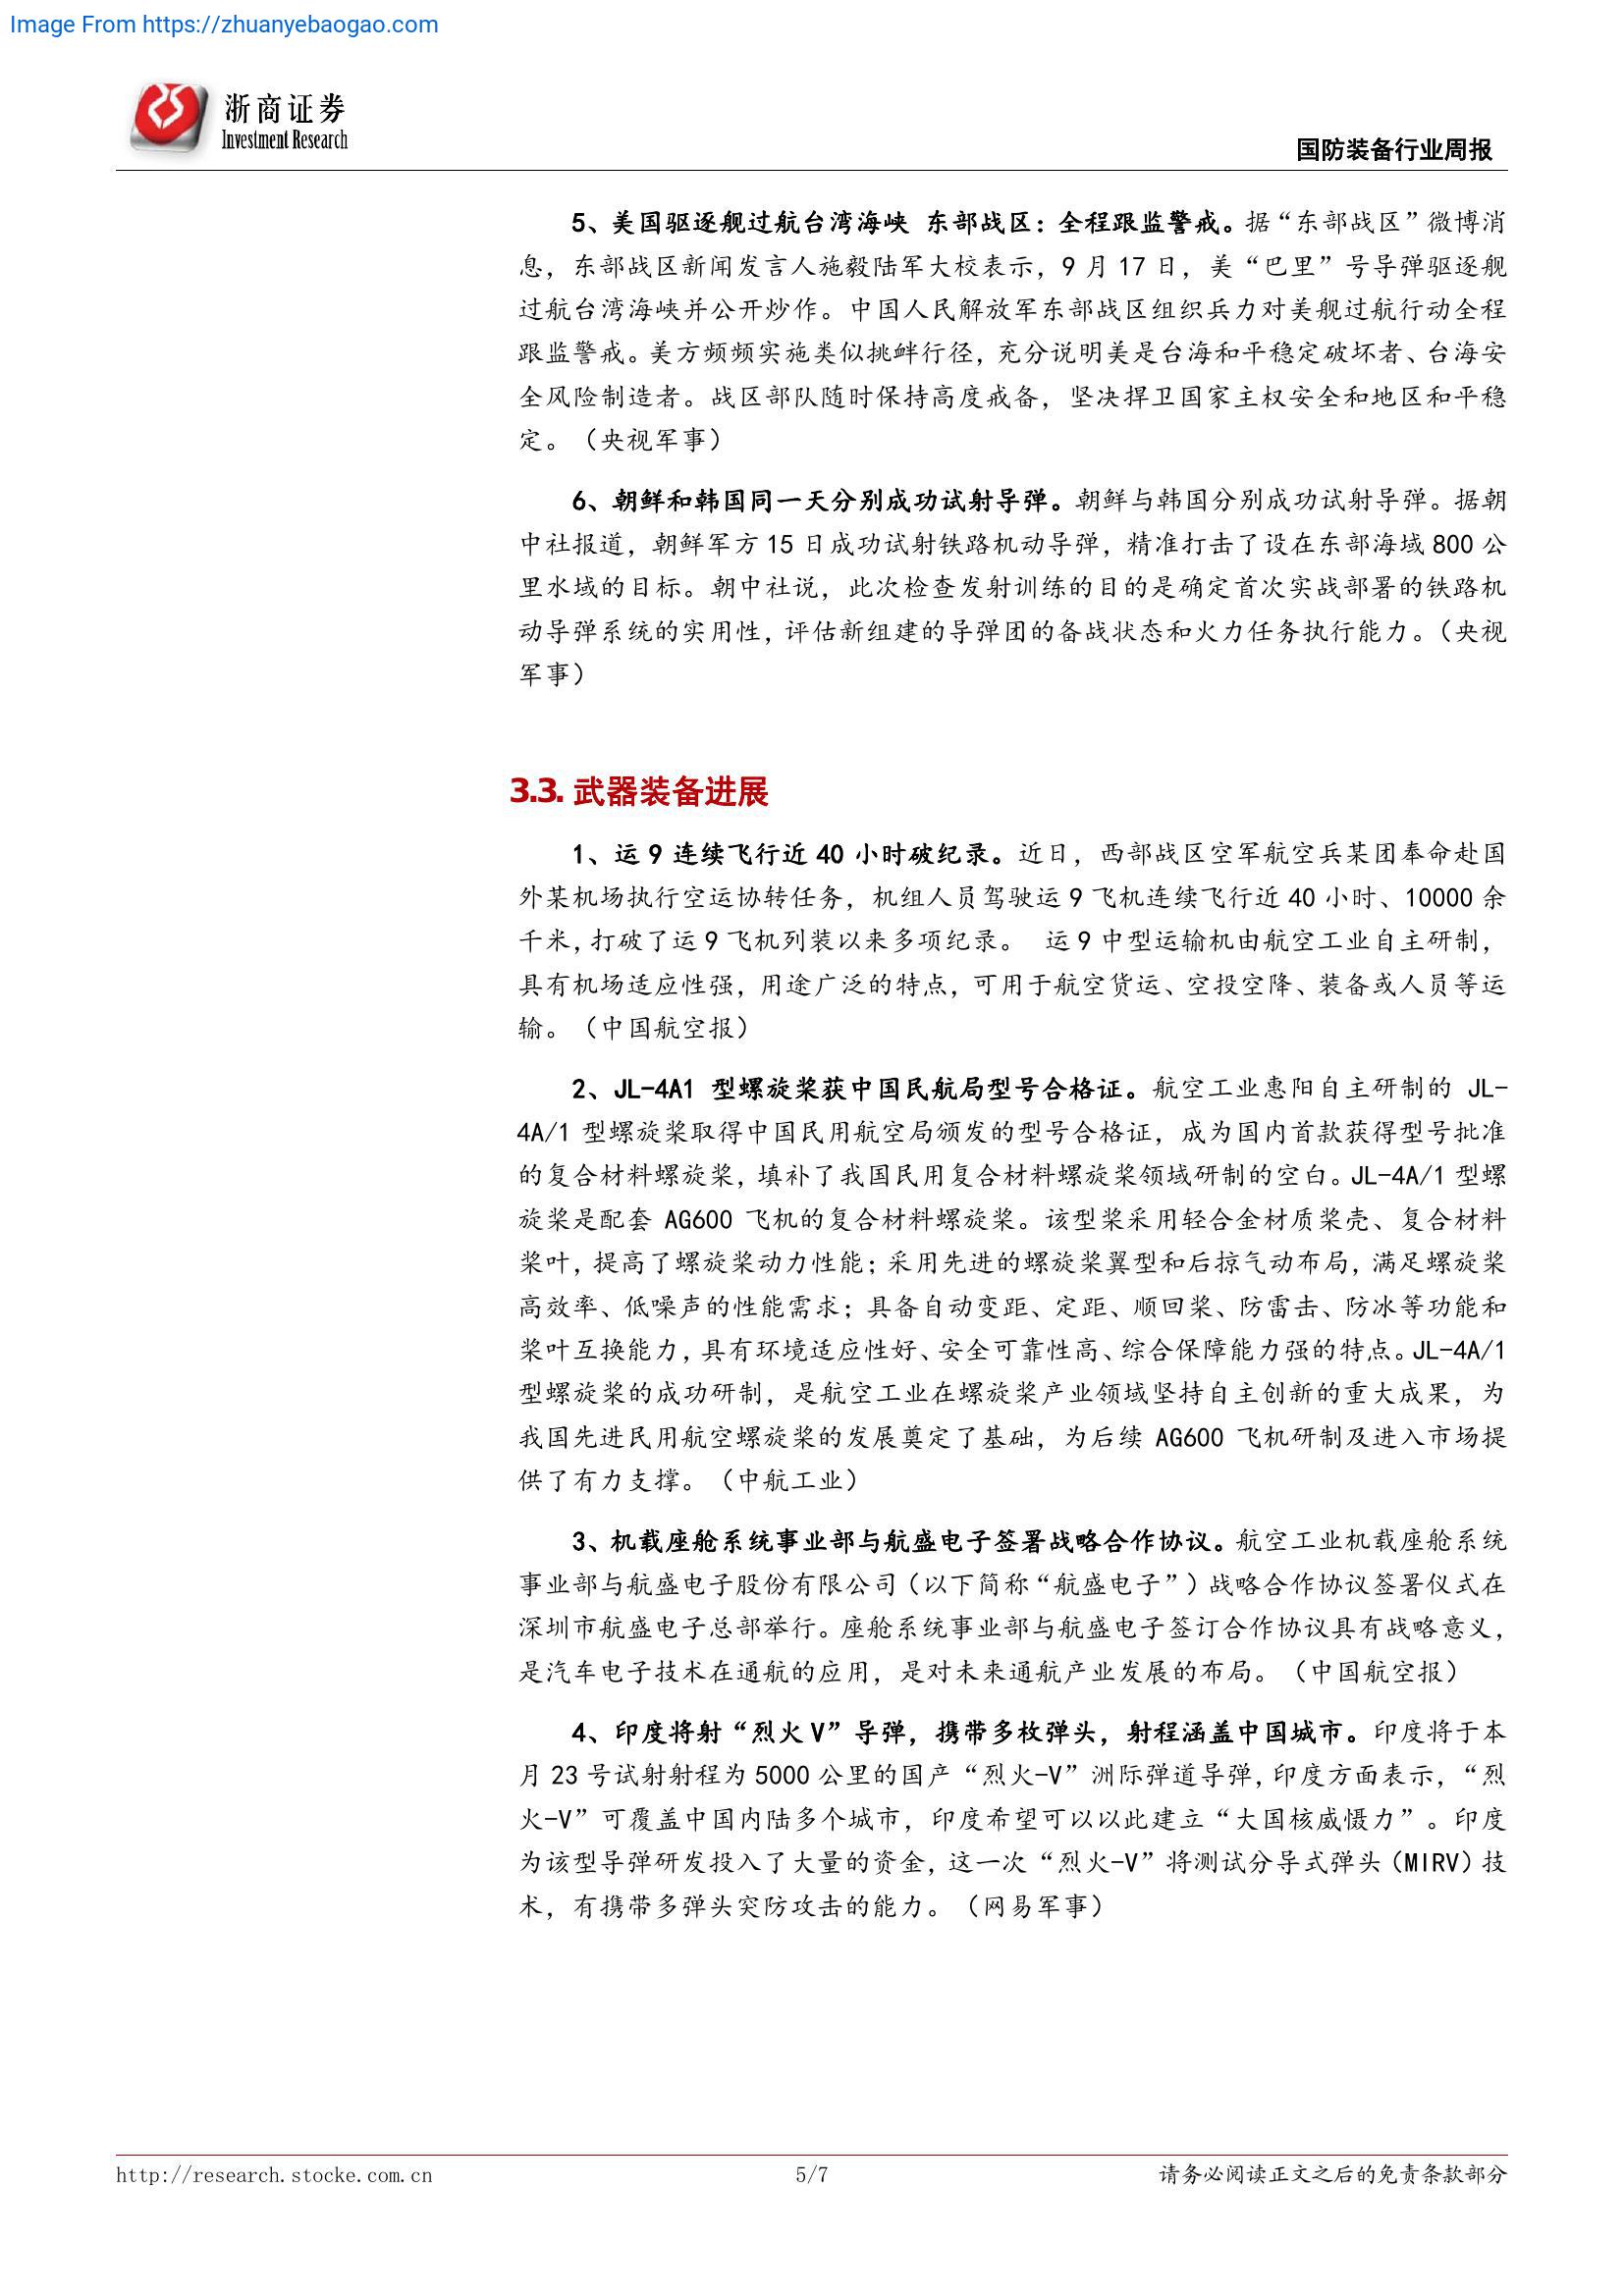 Image From https://zhuanyebaogao.com
浙商证券
Investment Research
国防装备行业周报
5、美国驱逐舰过航台湾海峡 东部战区：全程跟监警戒。据“东部战区”微博消
息，东部战区新闻发言人施毅陆军大校表示，9 月 17 日，美“巴里”号导弹驱逐舰
过航台湾海峡并公开炒作。中国人民解放军东部战区组织兵力对美舰过航行动全程
跟监警戒。美方频频实施类似挑衅行径，充分说明美是台海和平稳定破坏者、台海安
全风险制造者。战区部队随时保持高度戒备，坚决捍卫国家主权安全和地区和平稳
定。（央视军事）
6、朝鲜和韩国同一天分别成功试射导弹。朝鲜与韩国分别成功试射导弹。据朝
中社报道，朝鲜军方 15 日成功试射铁路机动导弹，精准打击了设在东部海域 800 公
里水域的目标。朝中社说，此次检查发射训练的目的是确定首次实战部署的铁路机
动导弹系统的实用性，评估新组建的导弹团的备战状态和火力任务执行能力。（央视
军事）
3.3. 武器装备进展
1、运 9 连续飞行近 40 小时破纪录。近日，西部战区空军航空兵某团奉命赴国
外某机场执行空运协转任务，机组人员驾驶运 9 飞机连续飞行近 40 小时、10000 余
千米，打破了运 9 飞机列装以来多项纪录。 运 9 中型运输机由航空工业自主研制，
具有机场适应性强，用途广泛的特点，可用于航空货运、空投空降、装备或人员等运
输。（中国航空报）
2、JL-4A1 型螺旋桨获中国民航局型号合格证。航空工业惠阳自主研制的 JL-
4A/1 型螺旋桨取得中国民用航空局颁发的型号合格证，成为国内首款获得型号批准
的复合材料螺旋桨，填补了我国民用复合材料螺旋桨领域研制的空白。JL-4A/1 型螺
旋桨是配套 AG600 飞机的复合材料螺旋桨。该型桨采用轻合金材质桨壳、复合材料
桨叶，提高了螺旋桨动力性能；采用先进的螺旋桨翼型和后掠气动布局，满足螺旋桨
高效率、低噪声的性能需求；具备自动变距、定距、顺回桨、防雷击、防冰等功能和
桨叶互换能力，具有环境适应性好、安全可靠性高、综合保障能力强的特点。JL-4A/1
型螺旋桨的成功研制，是航空工业在螺旋桨产业领域坚持自主创新的重大成果，为
我国先进民用航空螺旋桨的发展奠定了基础，为后续 AG600 飞机研制及进入市场提
供了有力支撑。（中航工业）
3、机载座舱系统事业部与航盛电子签署战略合作协议。航空工业机载座舱系统
事业部与航盛电子股份有限公司（以下简称“航盛电子”）战略合作协议签署仪式在
深圳市航盛电子总部举行。座舱系统事业部与航盛电子签订合作协议具有战略意义，
是汽车电子技术在通航的应用，是对未来通航产业发展的布局。（中国航空报）
4、印度将射“烈火 V”导弹，携带多枚弹头，射程涵盖中国城市。印度将于本
月 23 号试射射程为 5000 公里的国产“烈火-V”洲际弹道导弹，印度方面表示，“烈
火-V”可覆盖中国内陆多个城市，印度希望可以以此建立“大国核威慑力”。印度
为该型导弹研发投入了大量的资金，这一次“烈火-V”将测试分导式弹头（MIRV）技
术，有携带多弹头突防攻击的能力。（网易军事）
http://research.stocke.com.cn
5/7
请务必阅读正文之后的免责条款部分